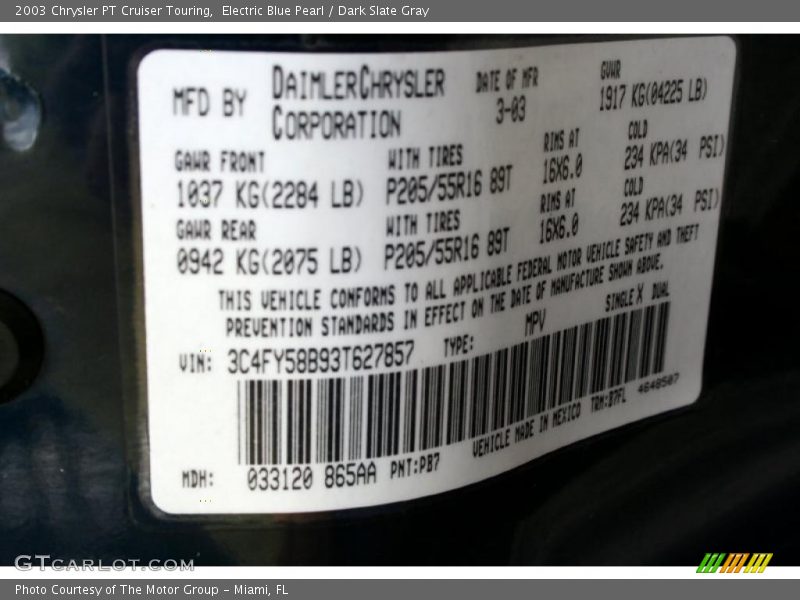 2003 Chrysler PT Cruiser Touring,  Electric Blue Pearl / Dark Slate Gray
MFD BY DAIMLERCHRYSLER CORPORATION
DATE OF MFR 3-03
GVWR 1917 KG(04225 LB)
GAWR FRONT WITH TIRES RIMS AT COLD
1037 KG(2284 LB) P205/55R16 89T 16X6.0 234 KPA(34 PSI)
GAWR REAR WITH TIRES RIMS AT COLD
0942 KG(2075 LB) P205/55R16 89T 16X6.0 234 KPA(34 PSI)
THIS VEHICLE CONFORMS TO ALL APPLICABLE FEDERAL MOTOR VEHICLE SAFETY AND THEFT
PREVENTION STANDARDS IN EFFECT ON THE DATE OF MANUFACTURE SHOWN ABOVE.
VIN: 3C4FY58B93T627857 TYPE: MPV SINGLE X DUAL
VEHICLE MADE IN MEXICO TRM:B7FL 4648507
MDH: 033120 865AA PNT:PB7
GTCARLOT.COM
Photo Courtesy of The Motor Group – Miami, FL